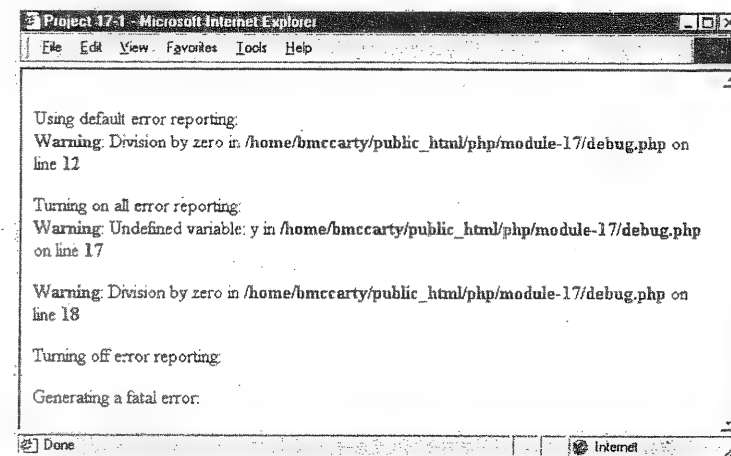 Project 17-1 - Microsoft Internet Explorer
File Edit View Favorites Tools Help
Using default error reporting:
Warning: Division by zero in /home/bmccarty/public_html/php/module-17/debug.php on
line 12
Turning on all error reporting:
Warning: Undefined variable: y in /home/bmccarty/public_html/php/module-17/debug.php
on line 17
Warning: Division by zero in /home/bmccarty/public_html/php/module-17/debug.php on
line 18
Turning off error reporting:
Generating a fatal error:
Done Internet